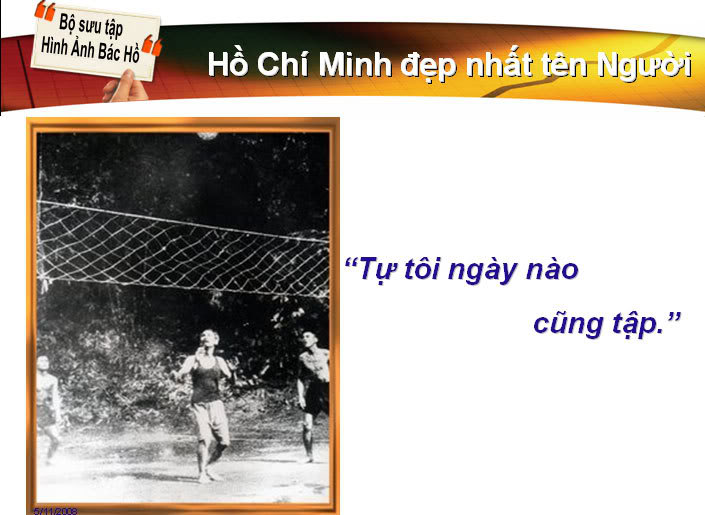 Bộ sưu tập
Hình Ảnh Bác Hồ
Hồ Chí Minh đẹp nhất tên Người
“Tự tôi ngày nào
cũng tập.”
5/11/2008